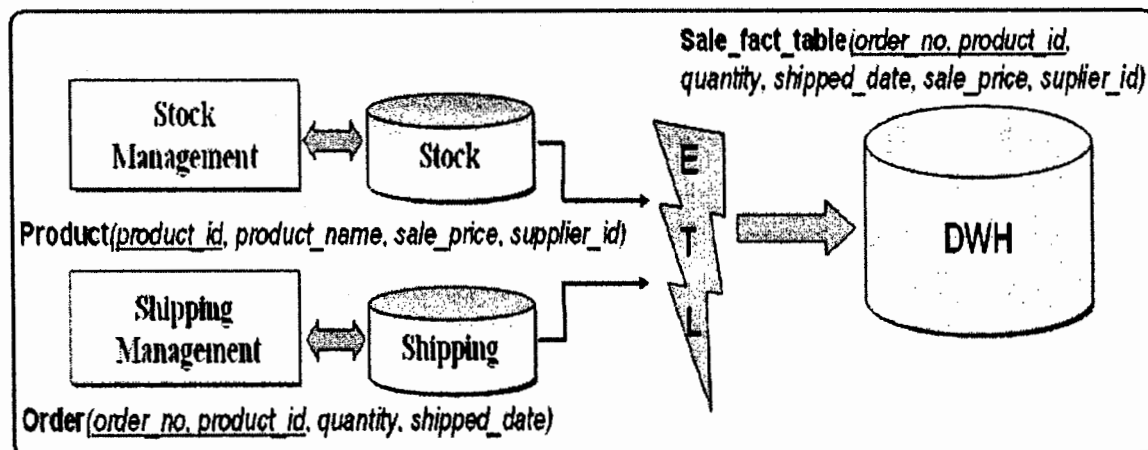 Sale_fact_table(order_no, product_id,
quantity, shipped_date, sale_price, suplier_id)
Stock
Management
Stock
Product(product_id, product_name, sale_price, supplier_id)
E
T
L
DWH
Shipping
Management
Shipping
Order(order_no, product_id, quantity, shipped_date)